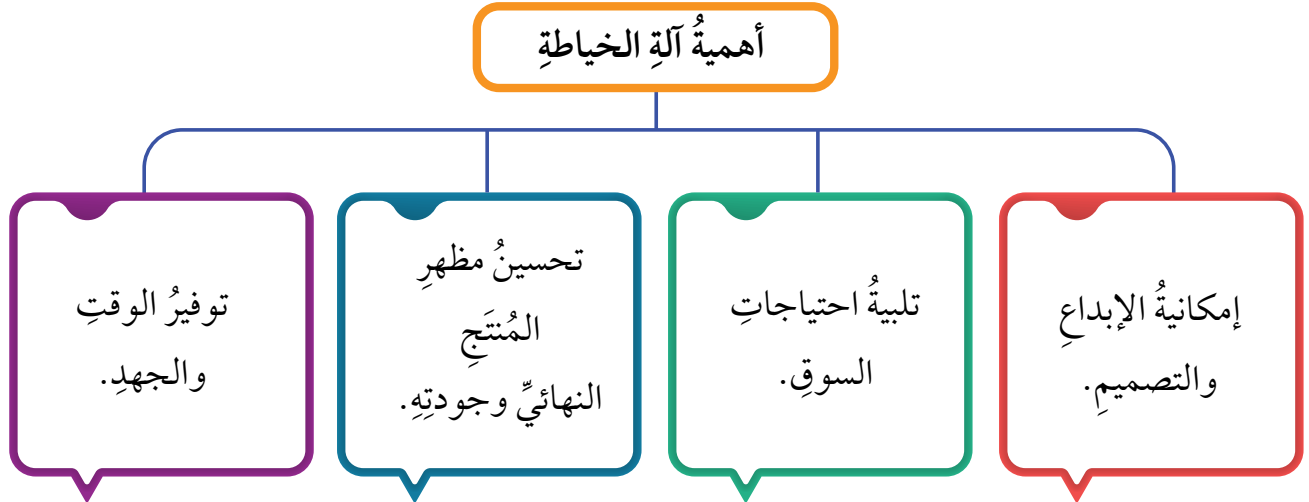 أهميةُ آلةِ الخياطةِ
إمكانيةُ الإبداعِ
والتصميمِ.
تلبيةُ احتياجاتِ
السوقِ.
تحسينُ مظهرِ
المُنتَجِ
النهائيِّ وجودتِهِ.
توفيرُ الوقتِ
والجهدِ.